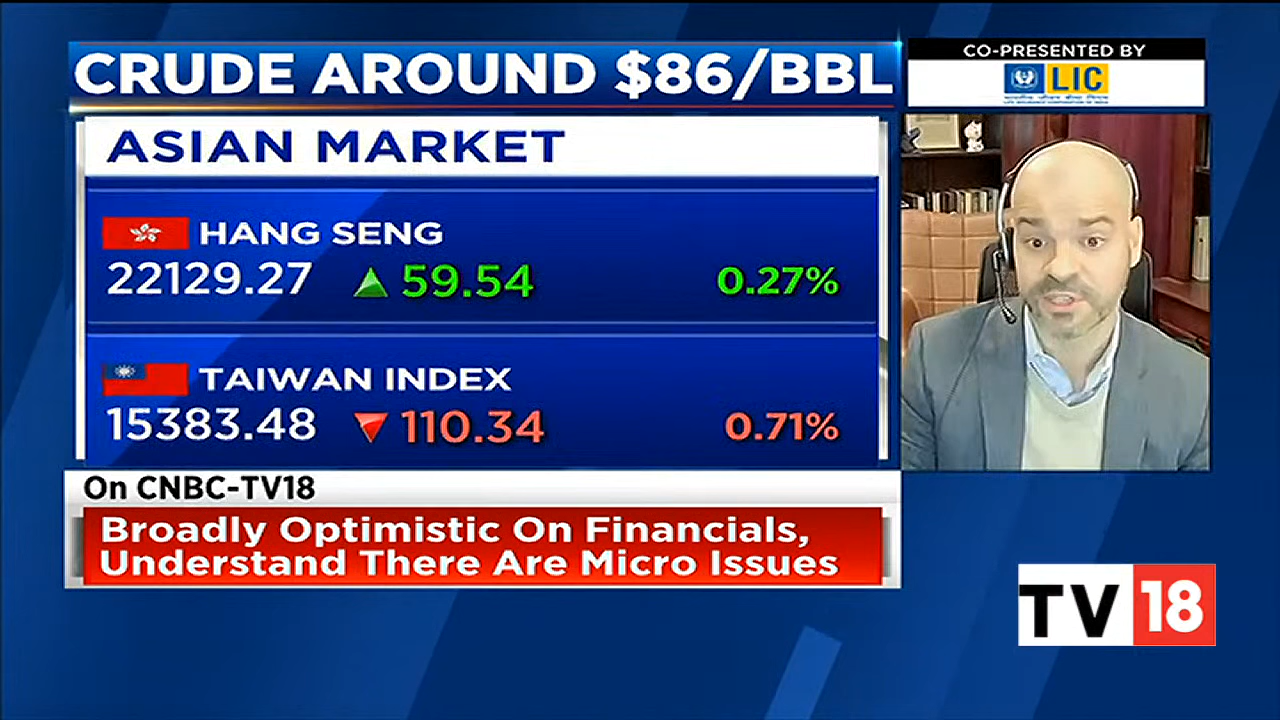 CRUDE AROUND $86/BBL
CO-PRESENTED BY
LIC
ASIAN MARKET
HANG SENG
22129.27 ▲ 59.54 0.27%
TAIWAN INDEX
15383.48 ▼ 110.34 0.71%
On CNBC-TV18
Broadly Optimistic On Financials,
Understand There Are Micro Issues
TV18